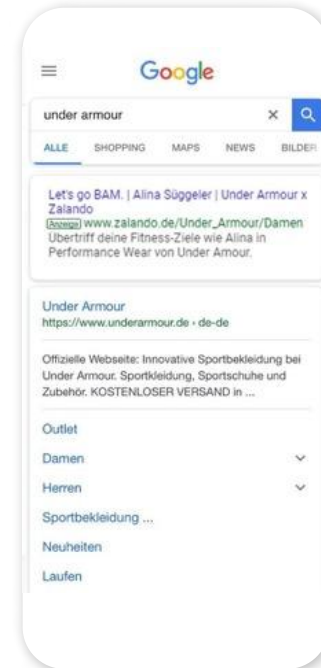 Google
under armour
ALLE SHOPPING MAPS NEWS BILDER
Let's go BAM. | Alina Süggeler | Under Armour x
Zalando
Anzeige www.zalando.de/Under_Armour/Damen
Übertriff deine Fitness-Ziele wie Alina in
Performance Wear von Under Amour.
Under Armour
https://www.underarmour.de › de-de
Offizielle Webseite: Innovative Sportbekleidung bei
Under Armour. Sportkleidung, Sportschuhe und
Zubehör. KOSTENLOSER VERSAND in ...
Outlet
Damen
Herren
Sportbekleidung ...
Neuheiten
Laufen